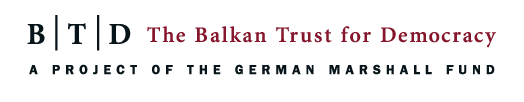 B | T | D The Balkan Trust for Democracy
A PROJECT OF THE GERMAN MARSHALL FUND